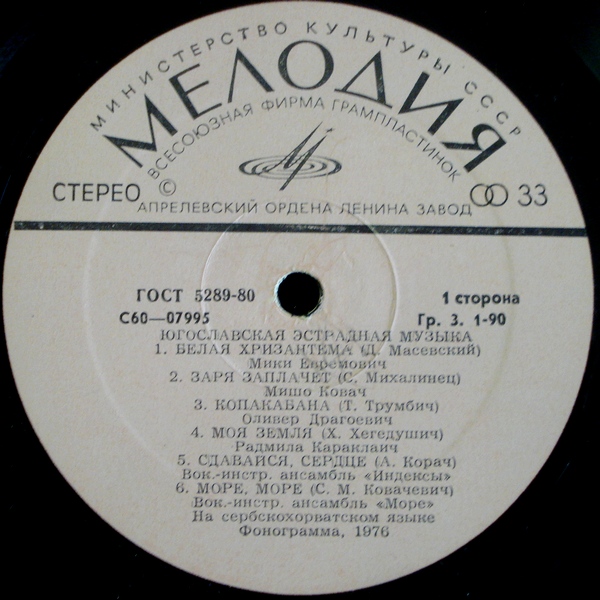 МИНИСТЕРСТВО КУЛЬТУРЫ СССР
МЕЛОДИЯ
ВСЕСОЮЗНАЯ ФИРМА ГРАМПЛАСТИНОК
СТЕРЕО © 33
АПРЕЛЕВСКИЙ ОРДЕНА ЛЕНИНА ЗАВОД
ГОСТ 5289-80 1 сторона
С60—07995 Гр. 3. 1-90
ЮГОСЛАВСКАЯ ЭСТРАДНАЯ МУЗЫКА
1. БЕЛАЯ ХРИЗАНТЕМА (Д. Масевский)
Мики Евремович
2. ЗАРЯ ЗАПЛАЧЕТ (С. Михалинец)
Мишо Ковач
3. КОПАКАБАНА (Т. Трумбич)
Оливер Драгоевич
4. МОЯ ЗЕМЛЯ (Х. Хегедушич)
Радмила Караклаич
5. СДАВАЙСЯ, СЕРДЦЕ (А. Корач)
Вок.-инстр. ансамбль «Индексы»
6. МОРЕ, МОРЕ (С. М. Ковачевич)
Вок.-инстр. ансамбль «Море»
На сербскохорватском языке
Фонограмма, 1976